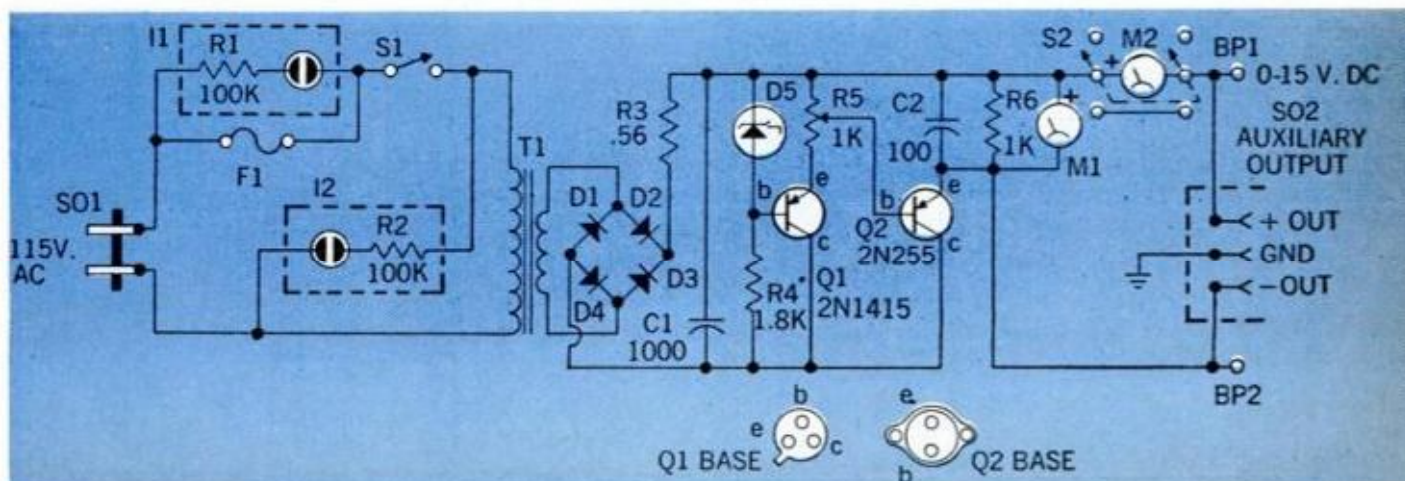 I1
R1
100K
F1
S1
I2
R2
100K
SO1
115V.
AC
T1
D1
D2
D3
D4
R3
.56
C1
1000
D5
b
e
c
R4*
1.8K
Q1
2N1415
R5
1K
C2
100
b
e
c
Q2
2N255
R6
1K
+
M1
S2
+
M2
BP1
0-15 V. DC
SO2
AUXILIARY
OUTPUT
+ OUT
GND
-OUT
BP2
b
e
c
Q1 BASE
e
b
Q2 BASE